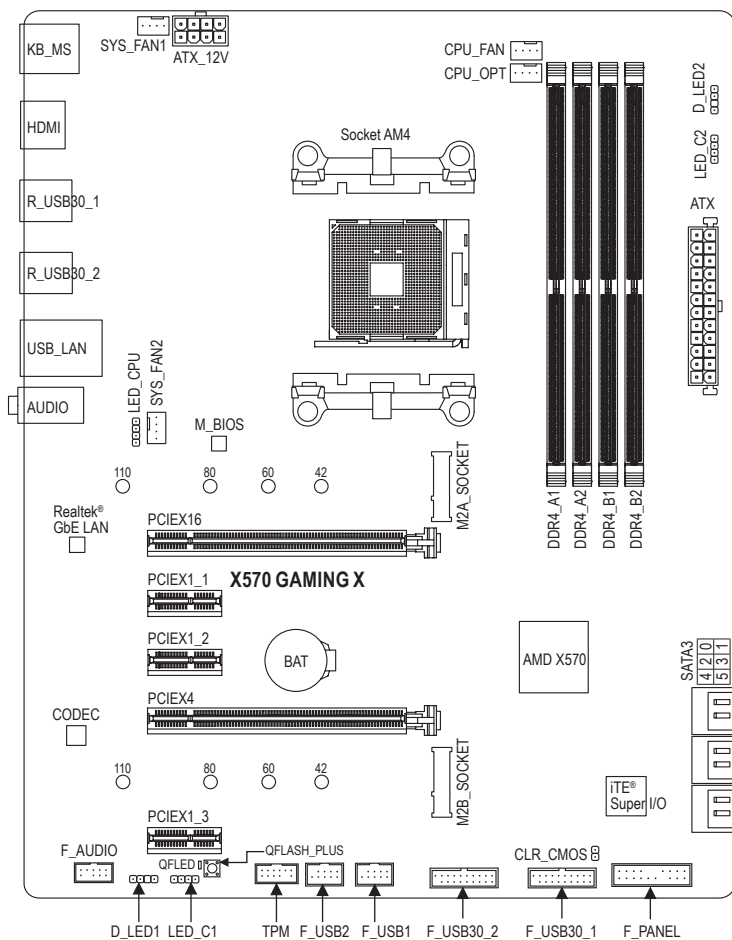 SYS_FAN1
ATX_12V
KB_MS
CPU_FAN
CPU_OPT
D_LED2
HDMI
Socket AM4
LED_C2
R_USB30_1
ATX
R_USB30_2
USB_LAN
LED_CPU
SYS_FAN2
AUDIO
M_BIOS
110 80 60 42
M2A_SOCKET
DDR4_A1
DDR4_A2
DDR4_B1
DDR4_B2
Realtek®
GbE LAN
PCIEX16
PCIEX1_1
X570 GAMING X
PCIEX1_2
BAT
AMD X570
SATA3
4 2 0
5 3 1
PCIEX4
CODEC
110 80 60 42
M2B_SOCKET
iTE®
Super I/O
PCIEX1_3
F_AUDIO
QFLED
QFLASH_PLUS
CLR_CMOS
D_LED1 LED_C1 TPM F_USB2 F_USB1 F_USB30_2 F_USB30_1 F_PANEL